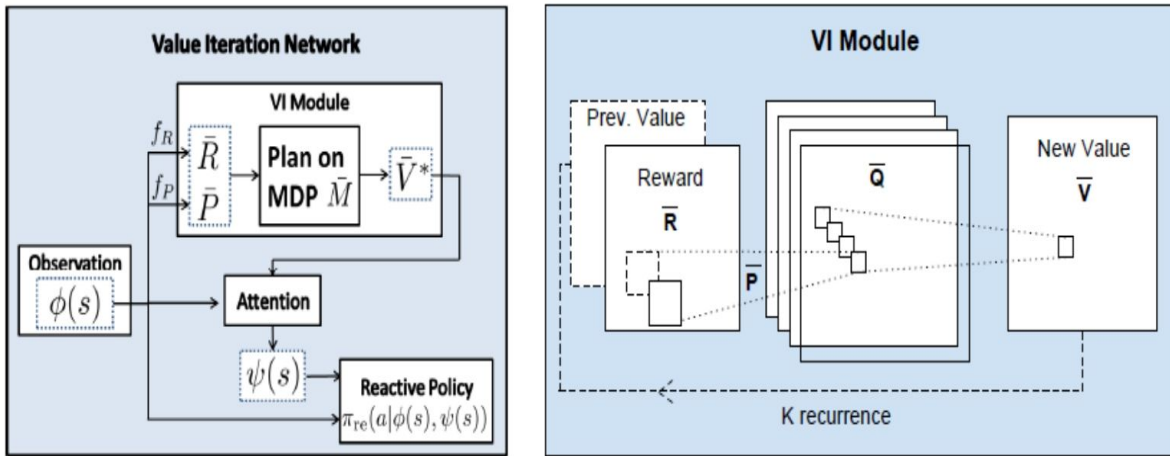 Value Iteration Network
VI Module
f_R
R̄
Plan on
MDP M̄
V̄*
f_P
P̄
Observation
ϕ(s)
Attention
ψ(s)
Reactive Policy
π_re(a|ϕ(s), ψ(s))
VI Module
Prev. Value
Reward
R̄
P̄
Q̄
New Value
V̄
K recurrence